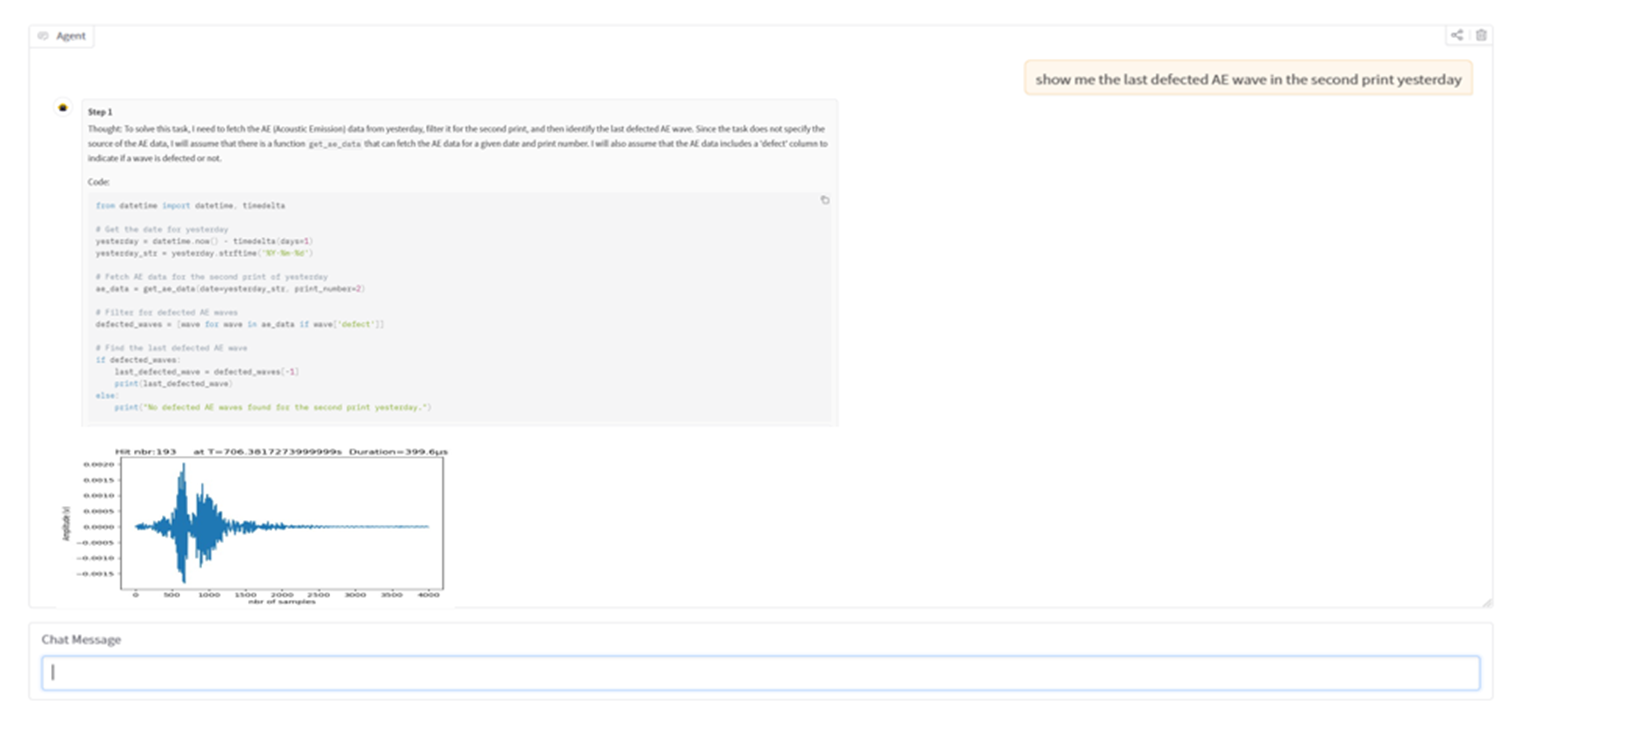 Agent
show me the last defected AE wave in the second print yesterday
Step 1
Thought: To solve this task, I need to fetch the AE (Acoustic Emission) data from yesterday, filter it for the second print, and then identify the last defected AE wave. Since the task does not specify the
source of the AE data, I will assume that there is a function get_ae_data that can fetch the AE data for a given date and print number. I will also assume that the AE data includes a 'defect' column to
indicate if a wave is defected or not.
Code:
from datetime import datetime, timedelta
# Get the date for yesterday
yesterday = datetime.now() - timedelta(days=1)
yesterday_str = yesterday.strftime('%Y-%m-%d')
# Fetch AE data for the second print of yesterday
ae_data = get_ae_data(date=yesterday_str, print_number=2)
# Filter for defected AE waves
defected_waves = [wave for wave in ae_data if wave['defect']]
# Find the last defected AE wave
if defected_waves:
    last_defected_wave = defected_waves[-1]
    print(last_defected_wave)
else:
    print("No defected AE waves found for the second print yesterday.")
Hit nbr:193 at T=706.3817273999999s Duration=399.6µs
0.0020
0.0015
0.0010
0.0005
0.0000
−0.0005
−0.0010
−0.0015
Amplitude (v)
0 500 1000 1500 2000 2500 3000 3500 4000
nbr of samples
Chat Message